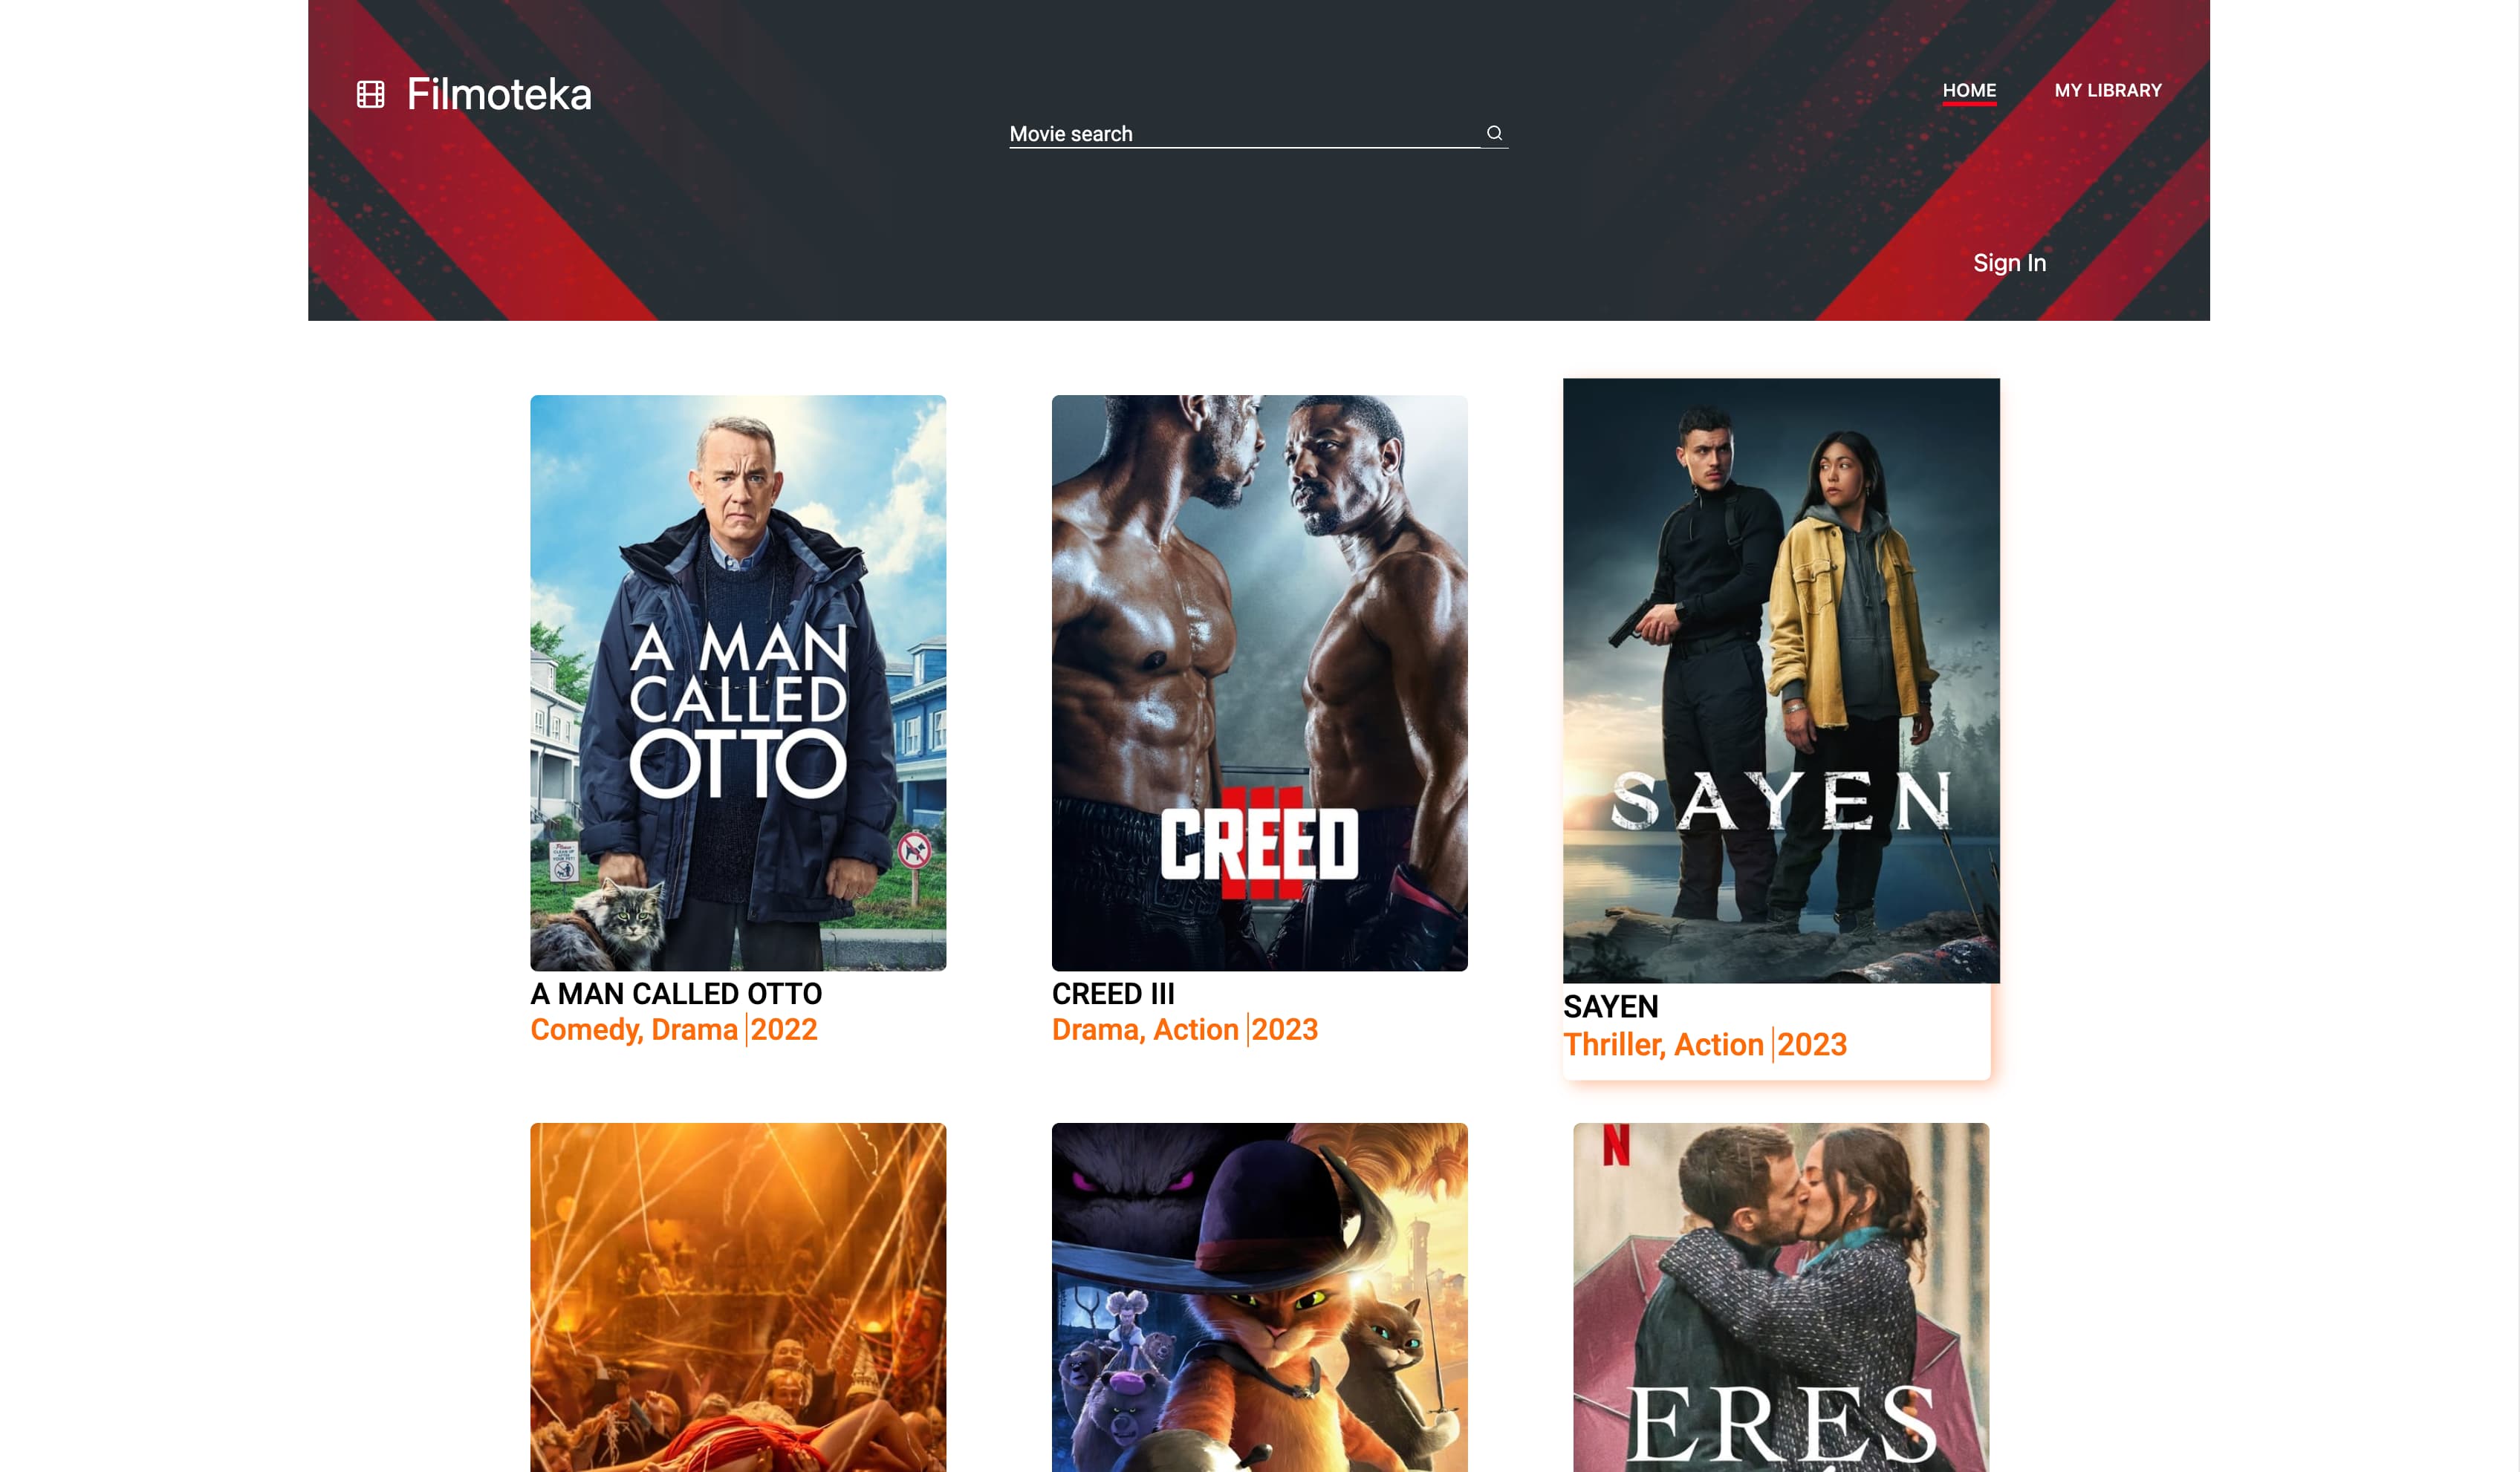 Filmoteka
HOME
MY LIBRARY
Movie search
Sign In
A MAN
CALLED
OTTO
CREED
III
SAYEN
A MAN CALLED OTTO
Comedy, Drama |2022
CREED III
Drama, Action |2023
SAYEN
Thriller, Action |2023
N
ERES